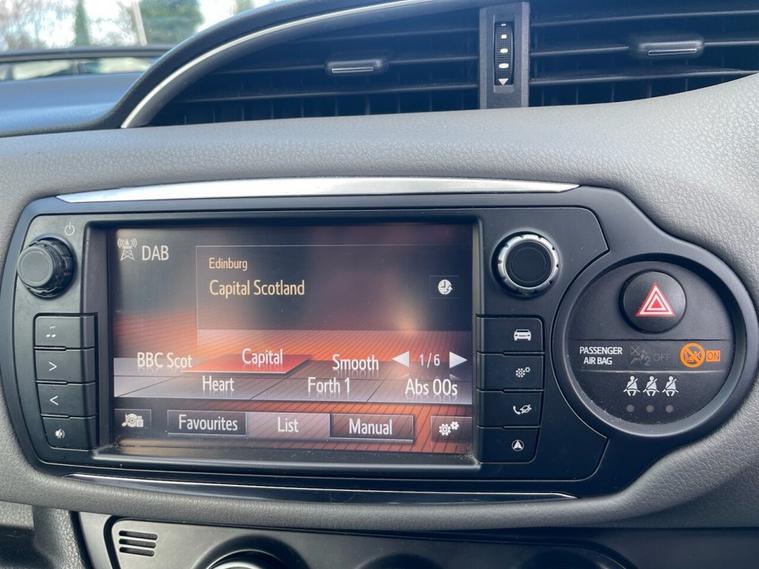 DAB
Edinburg
Capital Scotland
BBC Scot Capital Smooth 1/6
Heart Forth 1 Abs 00s
Favourites List Manual
PASSENGER
AIR BAG OFF ON